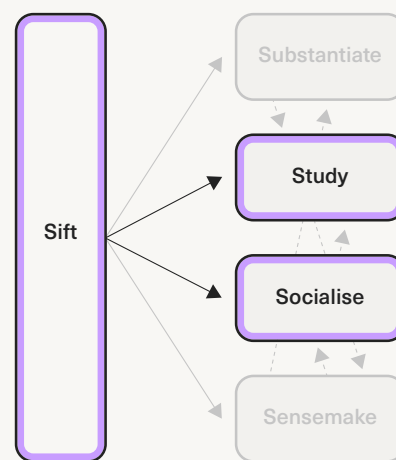 Substantiate
Study
Sift
Socialise
Sensemake